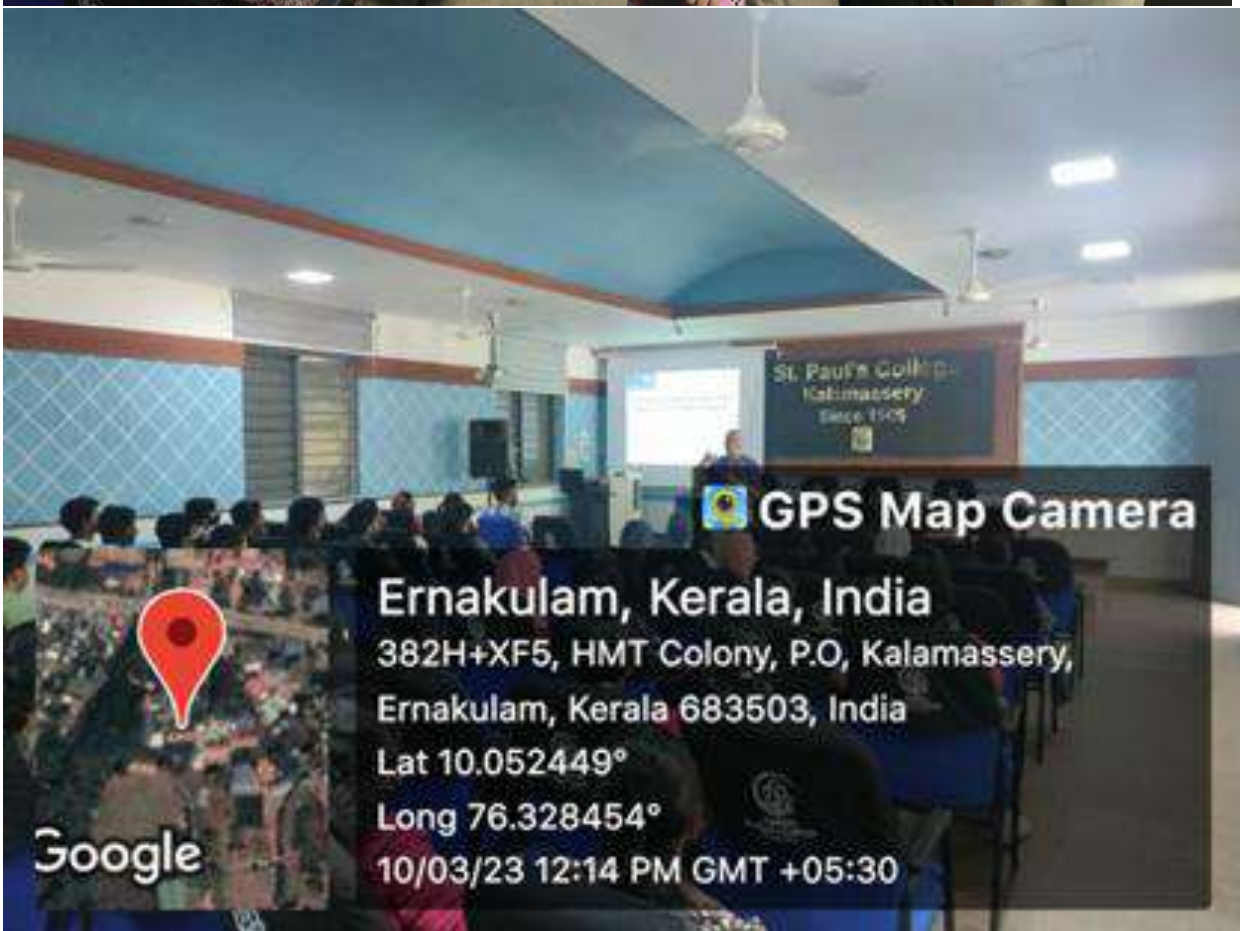 St. Paul's College
Kalamassery
Since
GPS Map Camera
Ernakulam, Kerala, India
382H+XF5, HMT Colony, P.O, Kalamassery,
Ernakulam, Kerala 683503, India
Lat 10.052449°
Long 76.328454°
10/03/23 12:14 PM GMT +05:30
Google